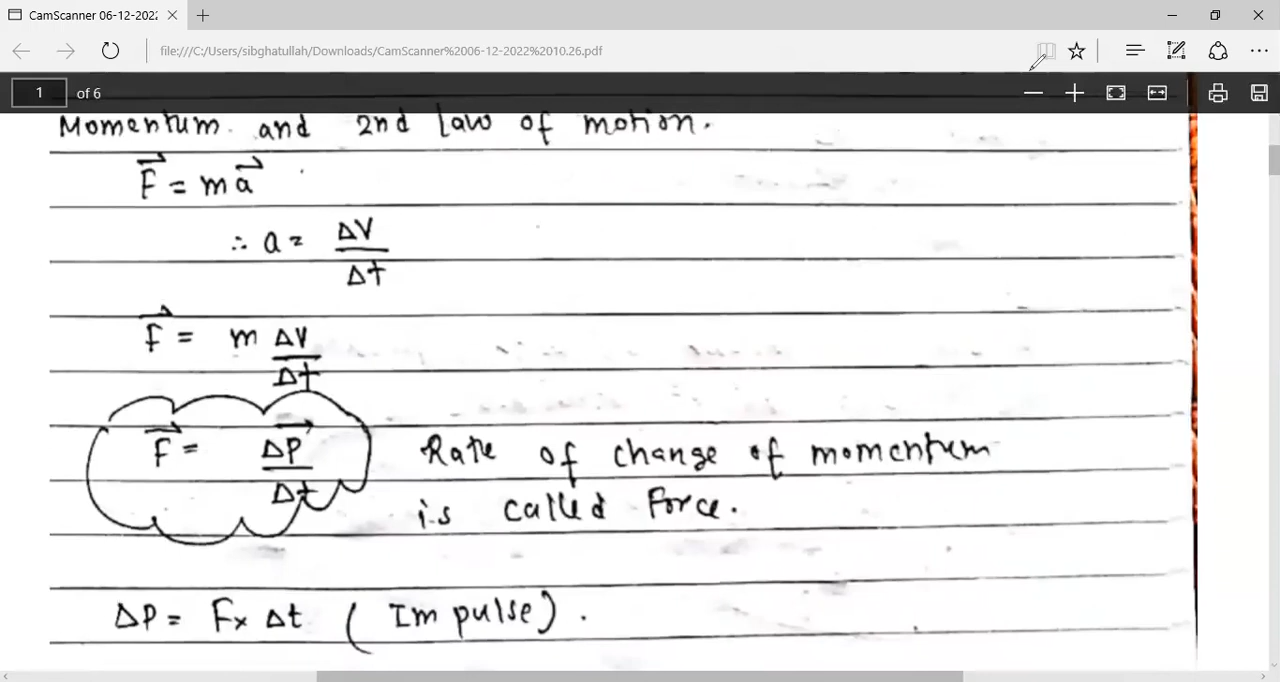 CamScanner 06-12-2022
file:///C:/Users/sibghatullah/Downloads/CamScanner%2006-12-2022%2010.26.pdf
1 of 6
Momentum and 2nd Law of motion.
F⃗ = ma⃗
∴ a = ΔV/Δt
F⃗ = m ΔV/Δt
F⃗ = ΔP⃗/Δt Rate of change of momentum
is called Force.
ΔP = F× Δt (Impulse).